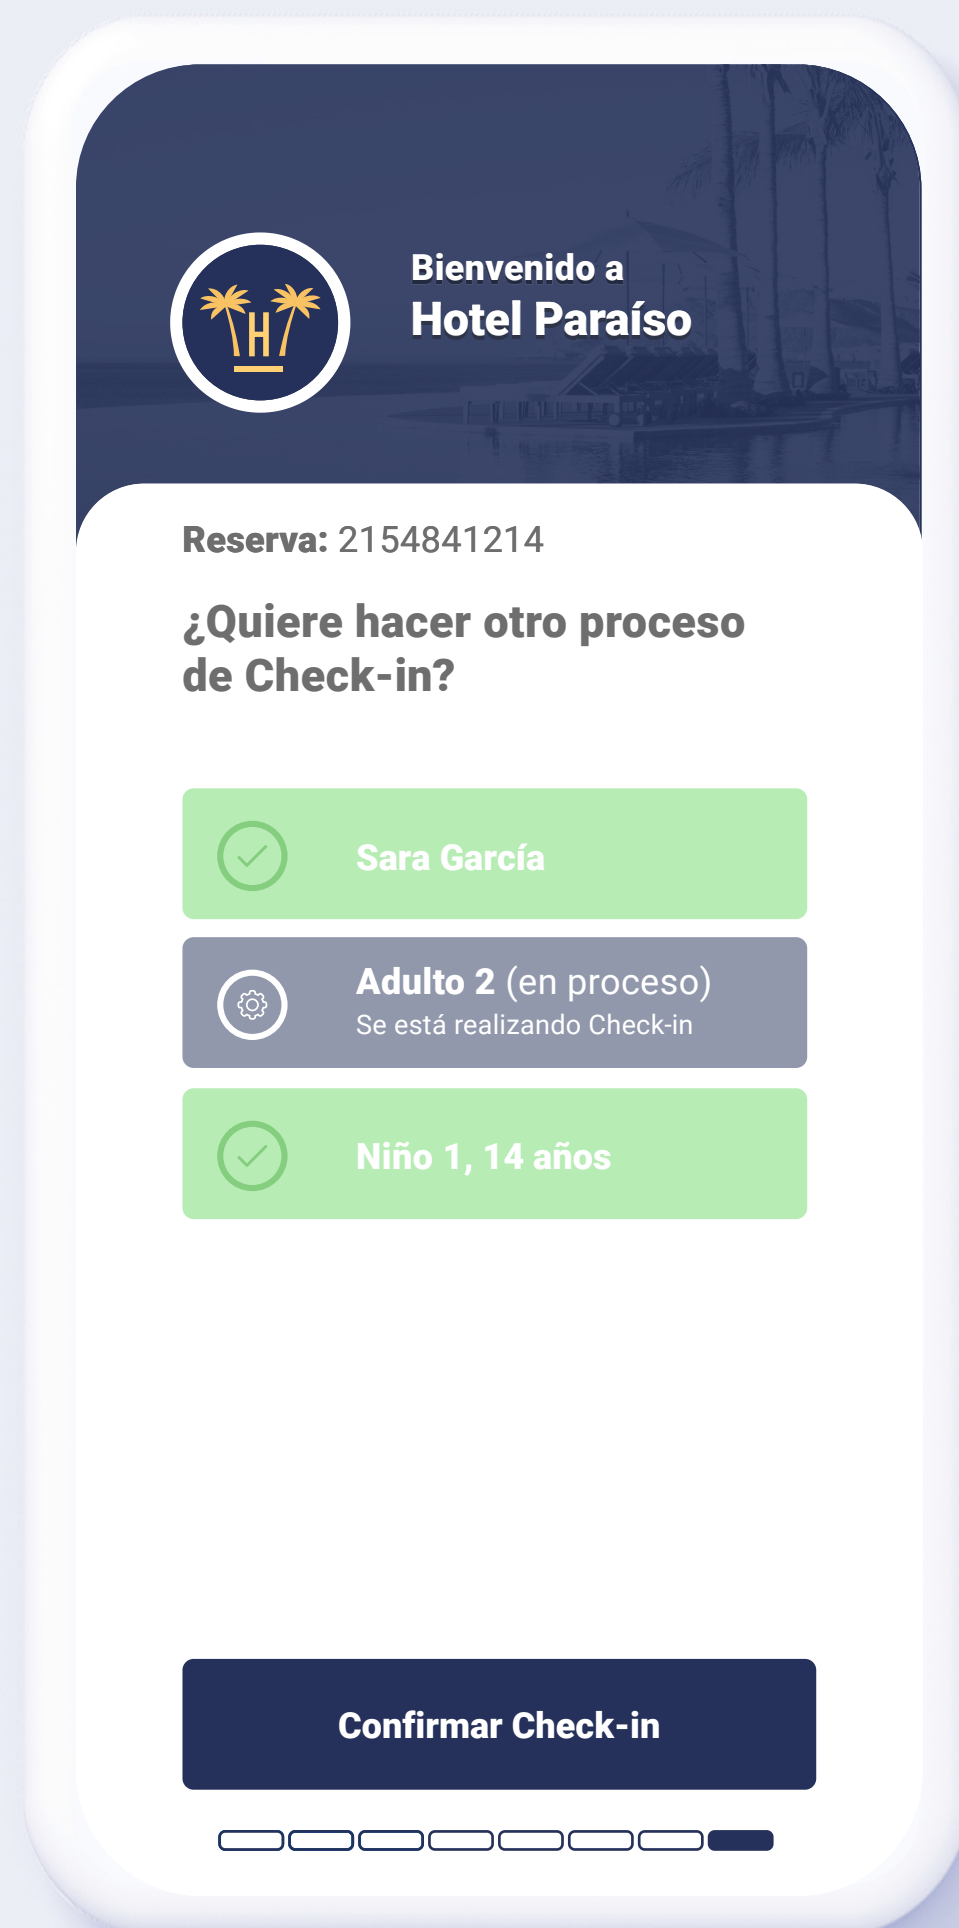 H
Bienvenido a
Hotel Paraíso
Reserva: 2154841214
¿Quiere hacer otro proceso
de Check-in?
Sara García
Adulto 2 (en proceso)
Se está realizando Check-in
Niño 1, 14 años
Confirmar Check-in